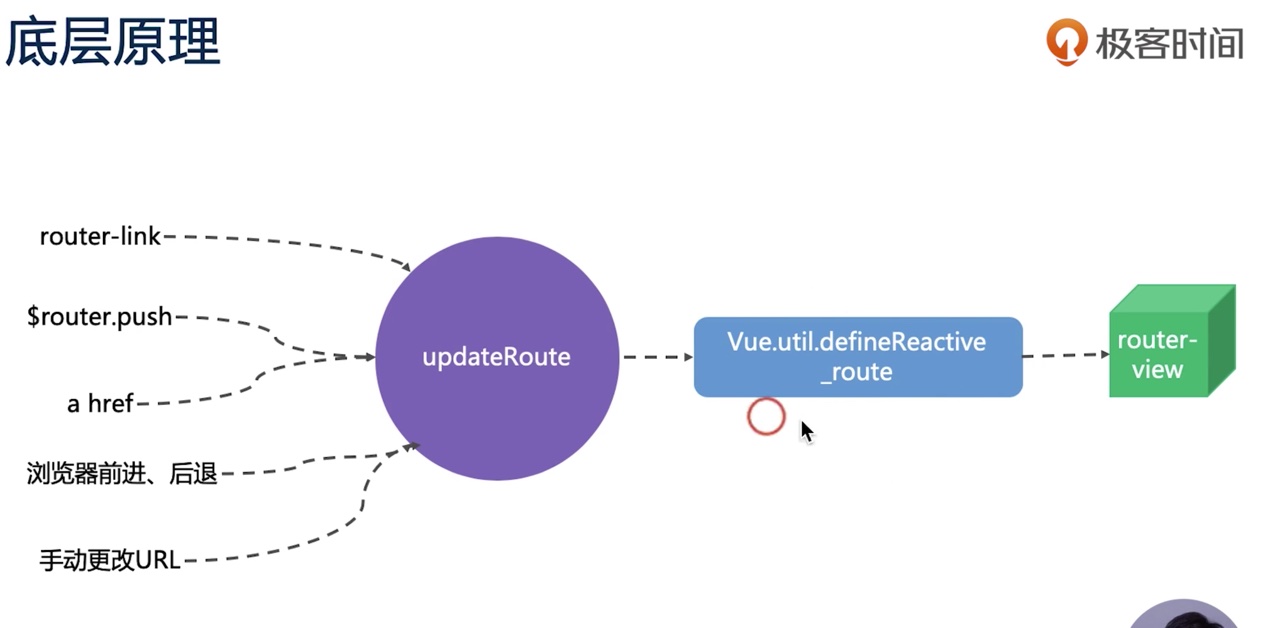 底层原理
极客时间
router-link
$router.push
a href
浏览器前进、后退
手动更改URL
updateRoute
Vue.util.defineReactive
_route
router-
view